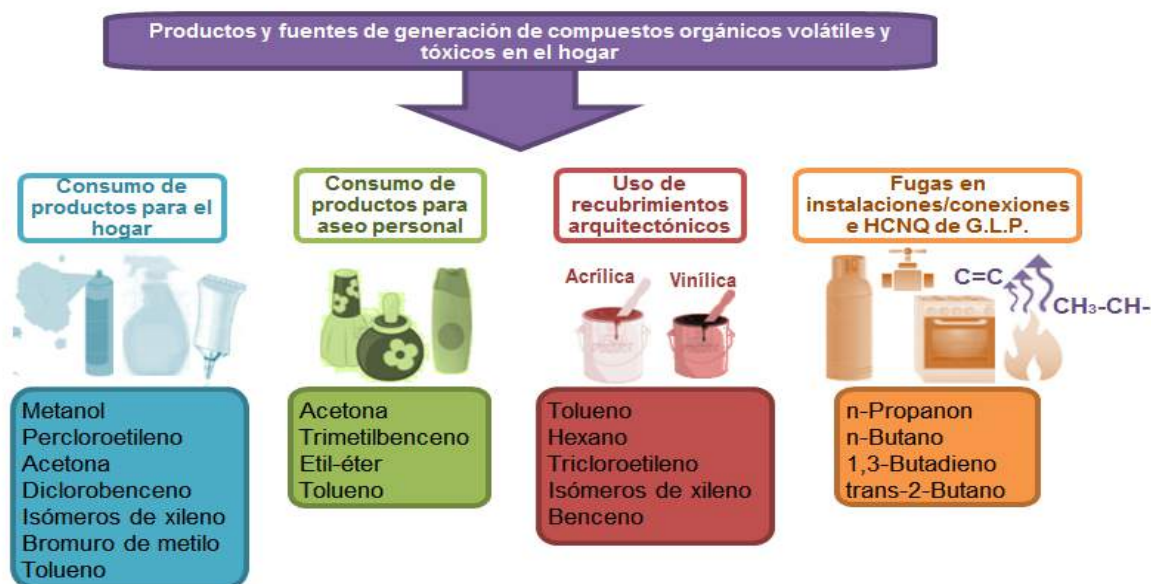 Productos y fuentes de generación de compuestos orgánicos volátiles y
tóxicos en el hogar
Consumo de
productos para el
hogar
Consumo de
productos para
aseo personal
Uso de
recubrimientos
arquitectónicos
Fugas en
instalaciones/conexiones
e HCNQ de G.L.P.
Acrílica
Vinílica
C=C
CH₃-CH-
Metanol
Percloroetileno
Acetona
Diclorobenceno
Isómeros de xileno
Bromuro de metilo
Tolueno
Acetona
Trimetilbenceno
Etil-éter
Tolueno
Tolueno
Hexano
Tricloroetileno
Isómeros de xileno
Benceno
n-Propanon
n-Butano
1,3-Butadieno
trans-2-Butano